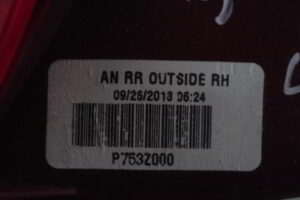 AN RR OUTSIDE RH
09/26/2013 06:24
P753Z000